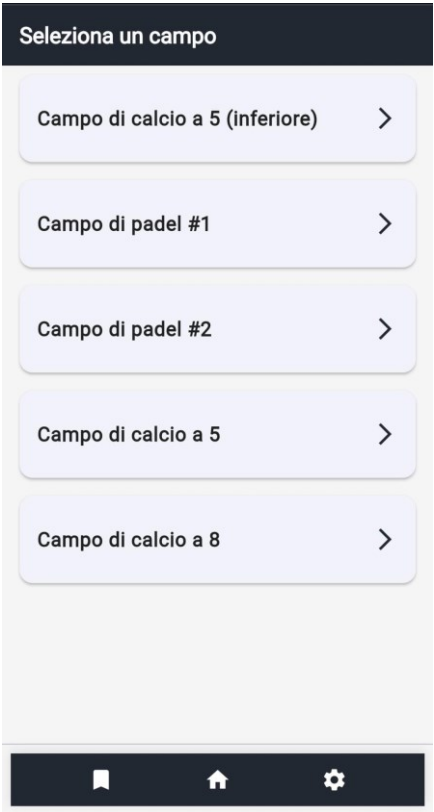 Seleziona un campo
Campo di calcio a 5 (inferiore)
Campo di padel #1
Campo di padel #2
Campo di calcio a 5
Campo di calcio a 8